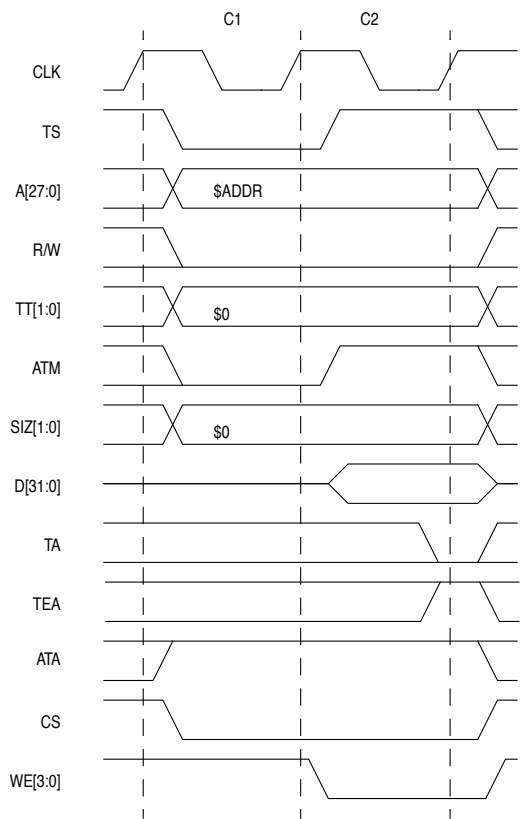 C1 C2
CLK
TS
A[27:0] $ADDR
R/W
TT[1:0] $0
ATM
SIZ[1:0] $0
D[31:0]
TA
TEA
ATA
CS
WE[3:0]